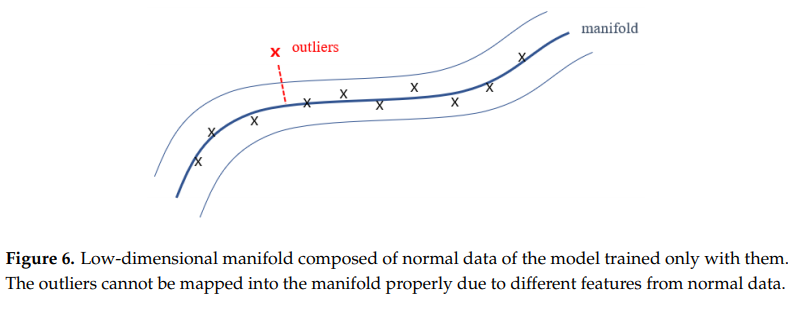 manifold
x outliers
x
x
x
x
x
x
x
x
x
x
x
Figure 6. Low-dimensional manifold composed of normal data of the model trained only with them.
The outliers cannot be mapped into the manifold properly due to different features from normal data.